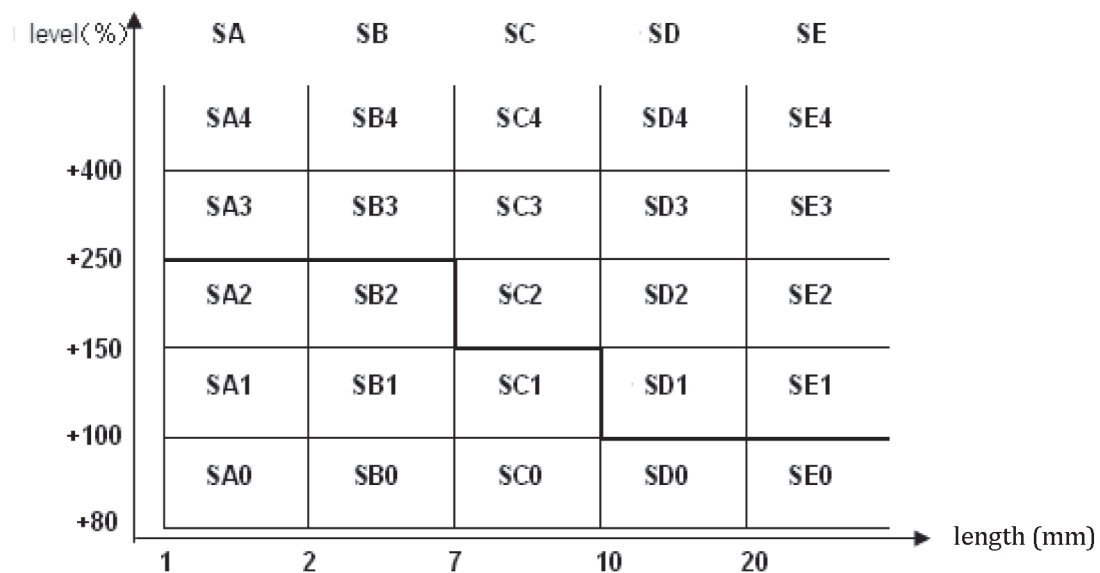 level(%) SA SB SC SD SE
SA4 SB4 SC4 SD4 SE4
+400
SA3 SB3 SC3 SD3 SE3
+250
SA2 SB2 SC2 SD2 SE2
+150
SA1 SB1 SC1 SD1 SE1
+100
SA0 SB0 SC0 SD0 SE0
+80
length (mm)
1 2 7 10 20